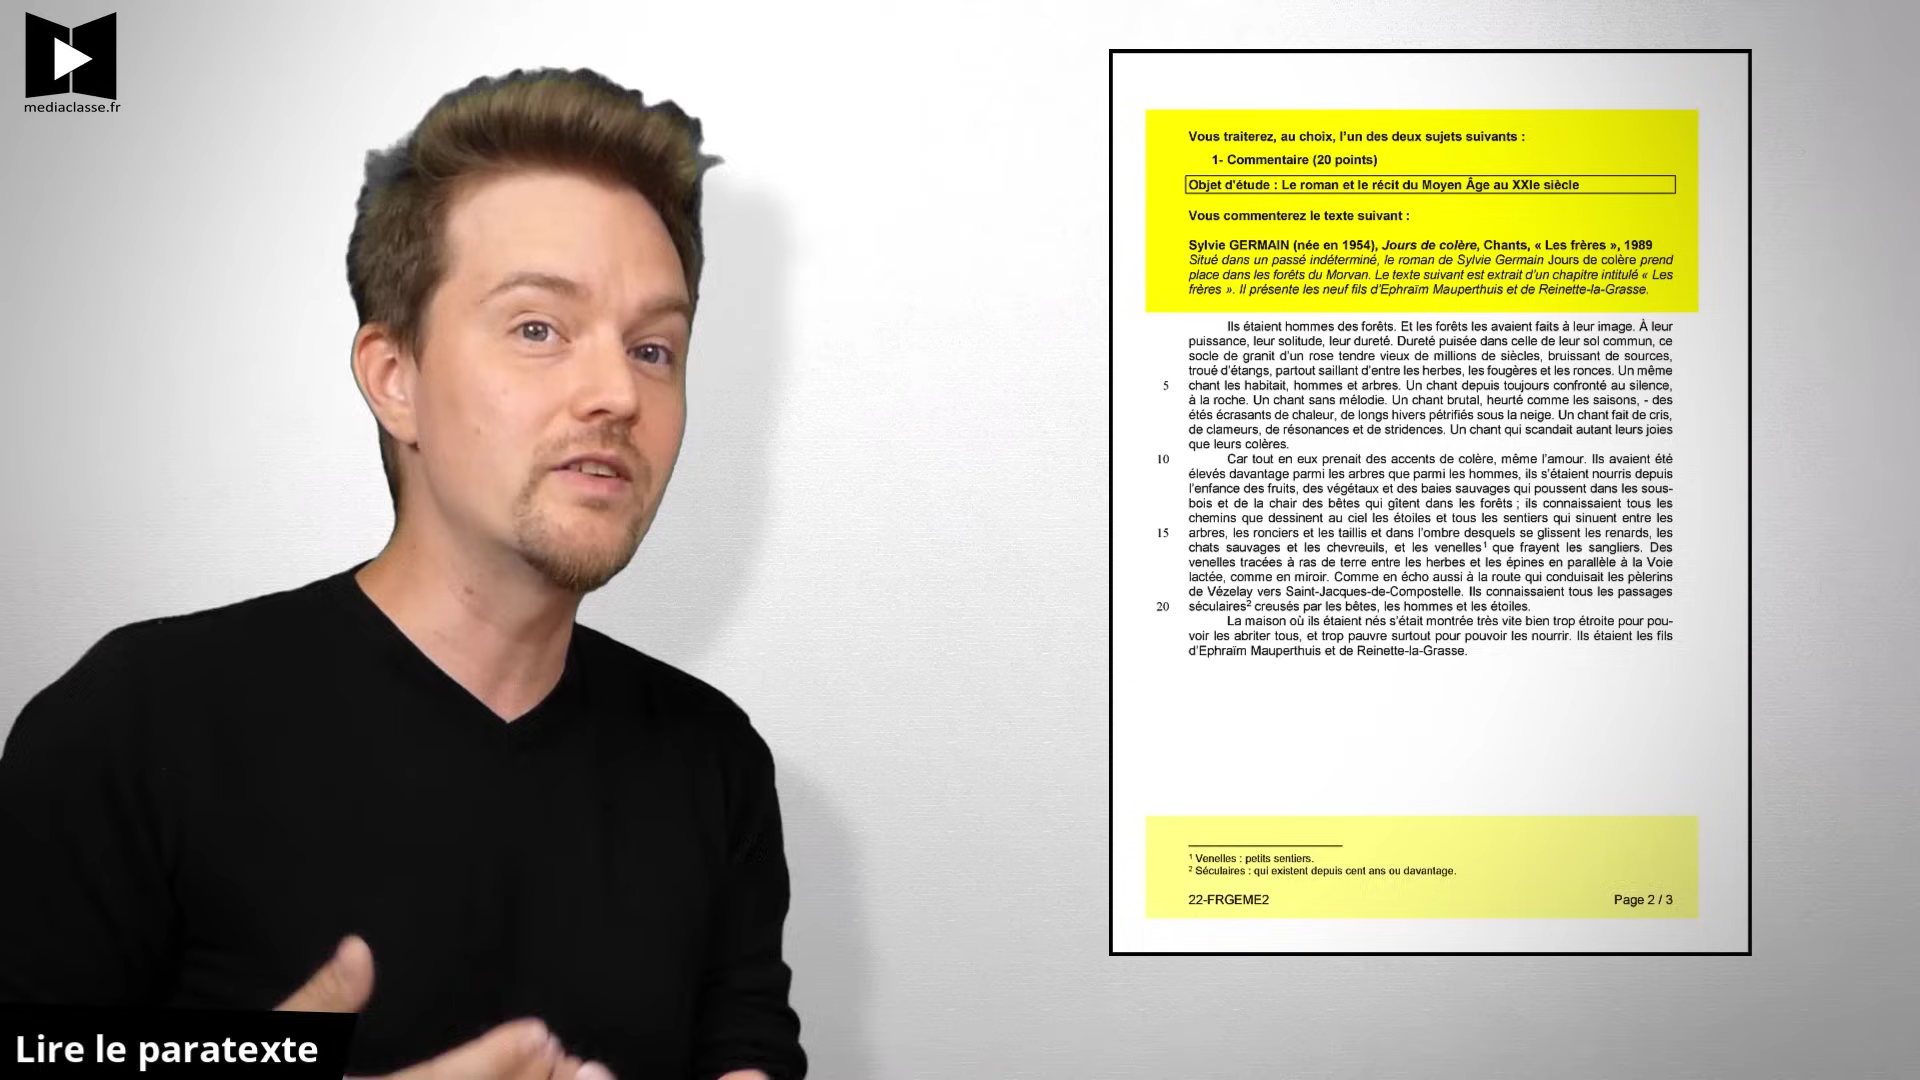 mediaclasse.fr
Vous traiterez, au choix, l'un des deux sujets suivants :
1- Commentaire (20 points)
Objet d'étude : Le roman et le récit du Moyen Âge au XXIe siècle
Vous commenterez le texte suivant :
Sylvie GERMAIN (née en 1954), Jours de colère, Chants, « Les frères », 1989
Situé dans un passé indéterminé, le roman de Sylvie Germain Jours de colère prend
place dans les forêts du Morvan. Le texte suivant est extrait d'un chapitre intitulé « Les
frères ». Il présente les neuf fils d'Ephraïm Mauperthuis et de Reinette-la-Grasse.
Ils étaient hommes des forêts. Et les forêts les avaient faits à leur image. À leur
puissance, leur solitude, leur dureté. Dureté puisée dans celle de leur sol commun, ce
socle de granit d'un rose tendre vieux de millions de siècles, bruissant de sources,
troué d'étangs, partout saillant d'entre les herbes, les fougères et les ronces. Un même
5 chant les habitait, hommes et arbres. Un chant depuis toujours confronté au silence,
à la roche. Un chant sans mélodie. Un chant brutal, heurté comme les saisons, - des
étés écrasants de chaleur, de longs hivers pétrifiés sous la neige. Un chant fait de cris,
de clameurs, de résonances et de stridences. Un chant qui scandait autant leurs joies
que leurs colères.
10 Car tout en eux prenait des accents de colère, même l'amour. Ils avaient été
élevés davantage parmi les arbres que parmi les hommes, ils s'étaient nourris depuis
l'enfance des fruits, des végétaux et des baies sauvages qui poussent dans les sous-
bois et de la chair des bêtes qui gîtent dans les forêts ; ils connaissaient tous les
chemins que dessinent au ciel les étoiles et tous les sentiers qui sinuent entre les
15 arbres, les ronciers et les taillis et dans l'ombre desquels se glissent les renards, les
chats sauvages et les chevreuils, et les venelles¹ que frayent les sangliers. Des
venelles tracées à ras de terre entre les herbes et les épines en parallèle à la Voie
lactée, comme en miroir. Comme en écho aussi à la route qui conduisait les pèlerins
de Vézelay vers Saint-Jacques-de-Compostelle. Ils connaissaient tous les passages
20 séculaires² creusés par les bêtes, les hommes et les étoiles.
La maison où ils étaient nés s'était montrée très vite bien trop étroite pour pou-
voir les abriter tous, et trop pauvre surtout pour pouvoir les nourrir. Ils étaient les fils
d'Ephraïm Mauperthuis et de Reinette-la-Grasse.
¹ Venelles : petits sentiers.
² Séculaires : qui existent depuis cent ans ou davantage.
22-FRGEME2 Page 2 / 3
Lire le paratexte